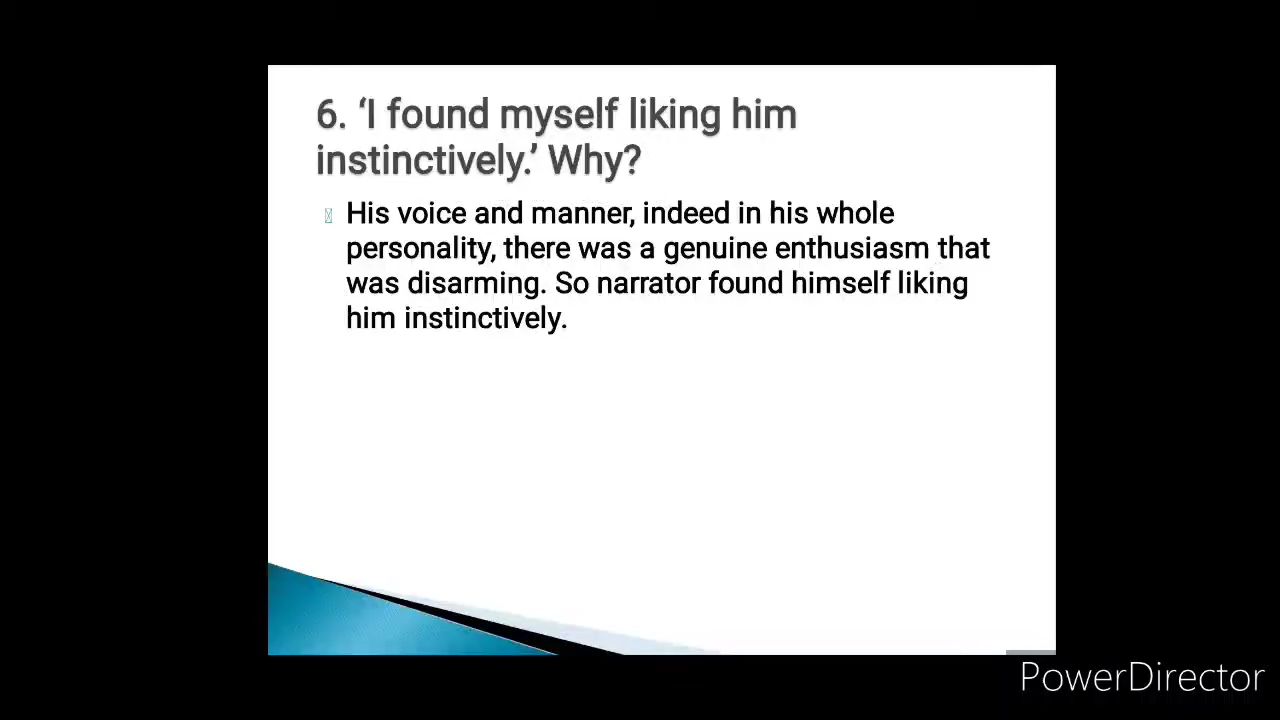 6. ‘I found myself liking him
instinctively.’ Why?
His voice and manner, indeed in his whole
personality, there was a genuine enthusiasm that
was disarming. So narrator found himself liking
him instinctively.
PowerDirector